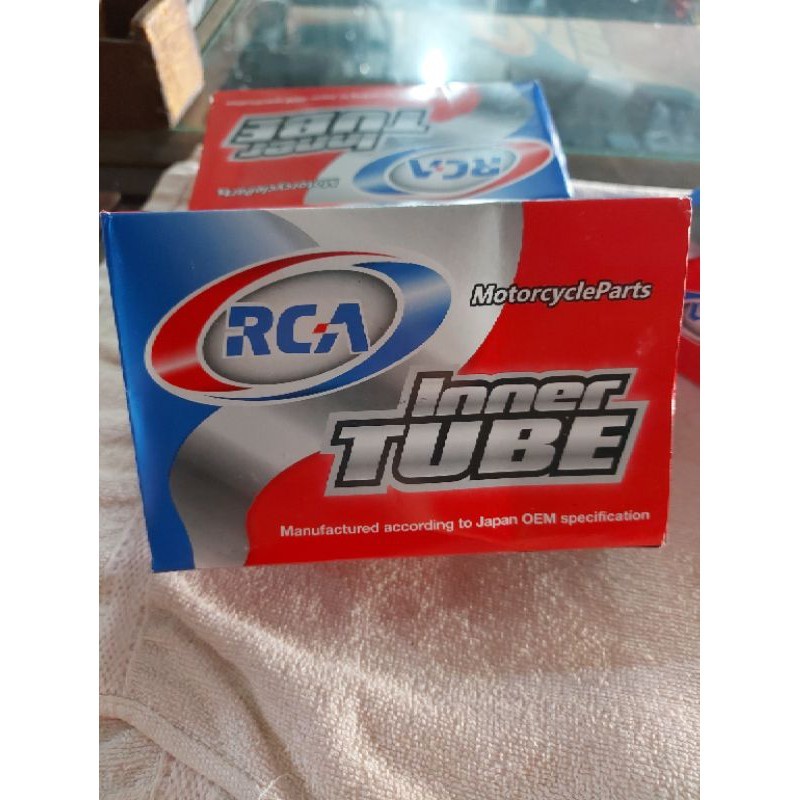 Inner
TUBE
RCA
MotorcycleParts
RCA
MotorcycleParts
Inner
TUBE
Manufactured according to Japan OEM specification